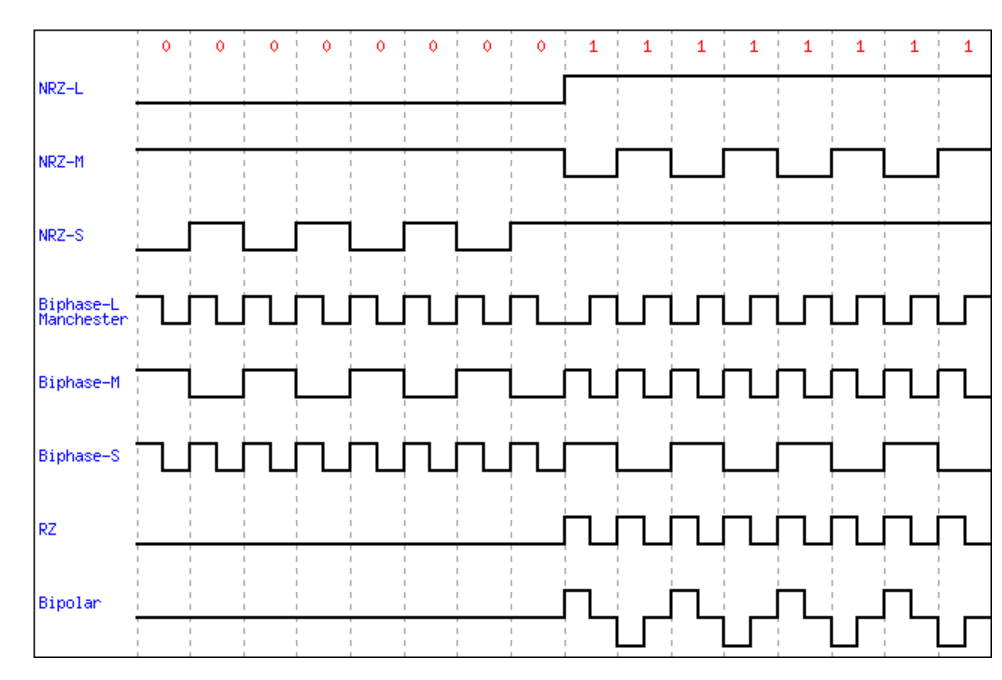 0 0 0 0 0 0 0 0 1 1 1 1 1 1 1 1
NRZ-L
NRZ-M
NRZ-S
Biphase-L
Manchester
Biphase-M
Biphase-S
RZ
Bipolar